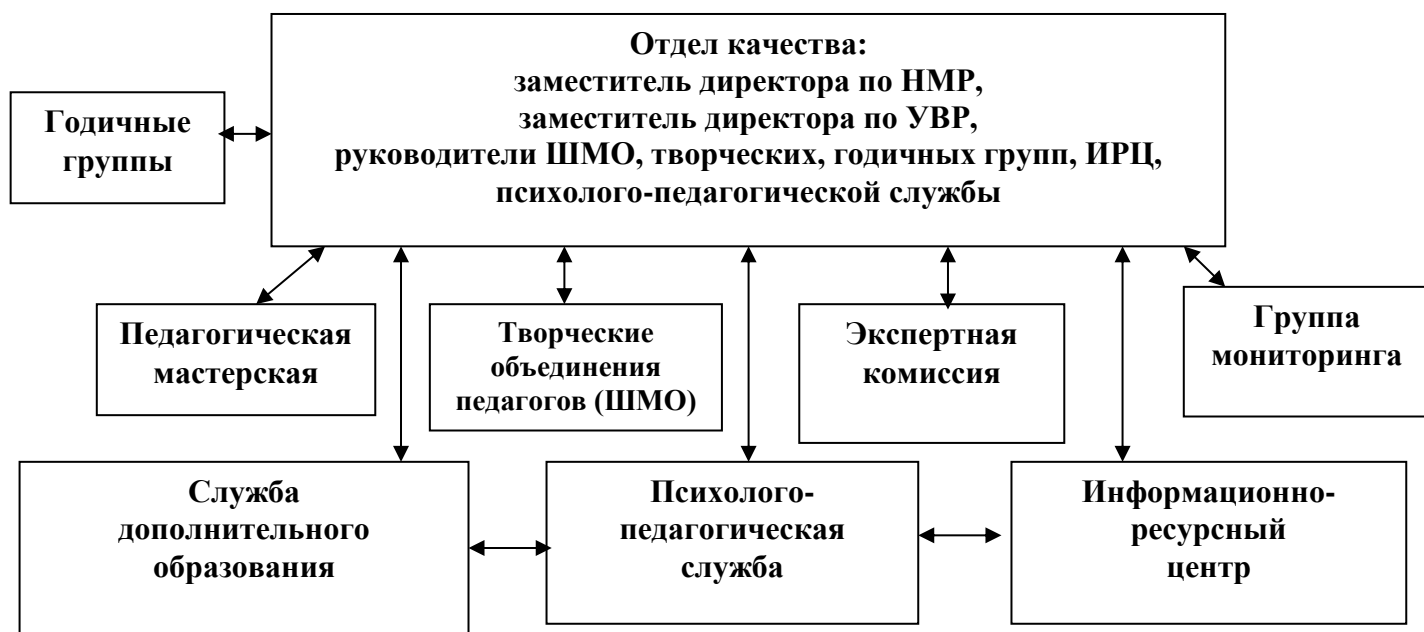 Отдел качества:
заместитель директора по НМР,
заместитель директора по УВР,
руководители ШМО, творческих, годичных групп, ИРЦ,
психолого-педагогической службы
Годичные
группы
Педагогическая
мастерская
Творческие
объединения
педагогов (ШМО)
Экспертная
комиссия
Группа
мониторинга
Служба
дополнительного
образования
Психолого-
педагогическая
служба
Информационно-
ресурсный
центр